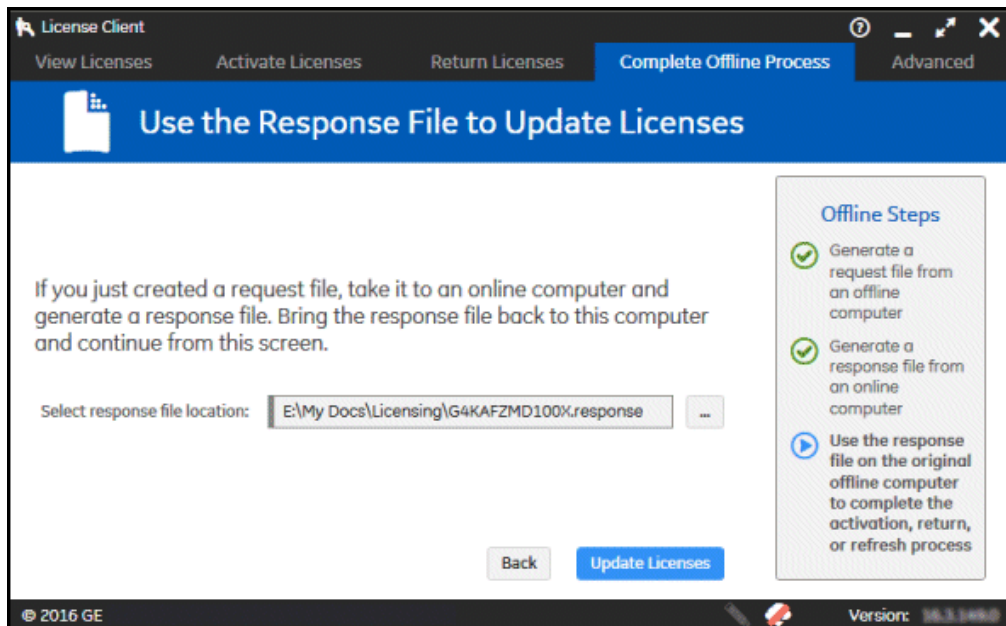 License Client
View Licenses Activate Licenses Return Licenses Complete Offline Process Advanced
Use the Response File to Update Licenses
If you just created a request file, take it to an online computer and
generate a response file. Bring the response file back to this computer
and continue from this screen.
Select response file location: E:\My Docs\Licensing\G4KAFZMD100X.response ...
Back Update Licenses
Offline Steps
Generate a
request file from
an offline
computer
Generate a
response file from
an online
computer
Use the response
file on the original
offline computer
to complete the
activation, return,
or refresh process
© 2016 GE Version: